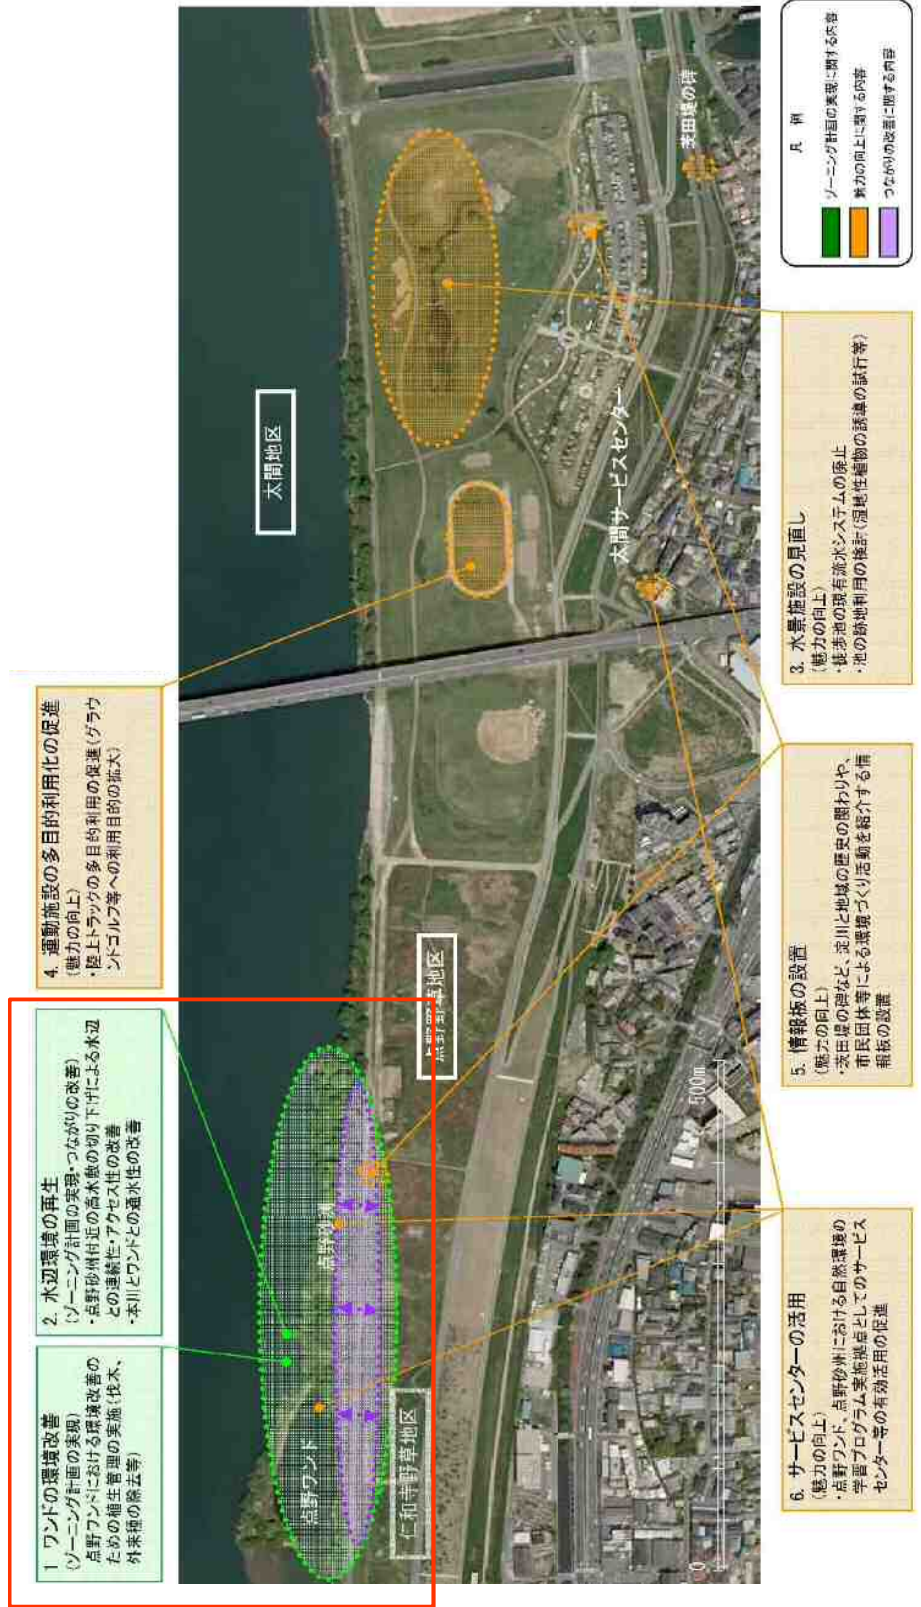 1 ワンドの環境改善
(ゾーニング計画の実現)
点野ワンドにおける環境改善の
ための植生管理の実施(伐木、
外来種の除去等)
2. 水辺環境の再生
(ゾーニング計画の実現・つながりの改善)
・点野砂州付近の高水敷の切り下げによる水辺
との連続性・アクセス性の改善
・本川とワンドとの通水性の改善
4. 運動施設の多目的利用化の促進
(魅力の向上)
・陸上トラックの多目的利用の促進(グラウ
ンドゴルフ等への利用目的の拡大)
太間地区
点野砂州
点野ワンド
点野野草地区
仁和寺野草地区
太間サービスセンター
茨田堤の碑
0
500m
6. サービスセンターの活用
(魅力の向上)
・点野ワンド、点野砂州における自然環境の
学習プログラム実施拠点としてのサービス
センター等の有効活用の促進
5. 情報板の設置
(魅力の向上)
・茨田堤の碑など、淀川と地域の歴史の関わりや、
市民団体等による環境づくり活動を紹介する情
報板の設置
3. 水景施設の見直し
(魅力の向上)
・徒渉池の現有流水システムの廃止
・池の跡地利用の検討(湿地性植物の誘導の試行等)
凡 例
ゾーニング計画の実現に関する内容
魅力の向上に関する内容
つながりの改善に関する内容